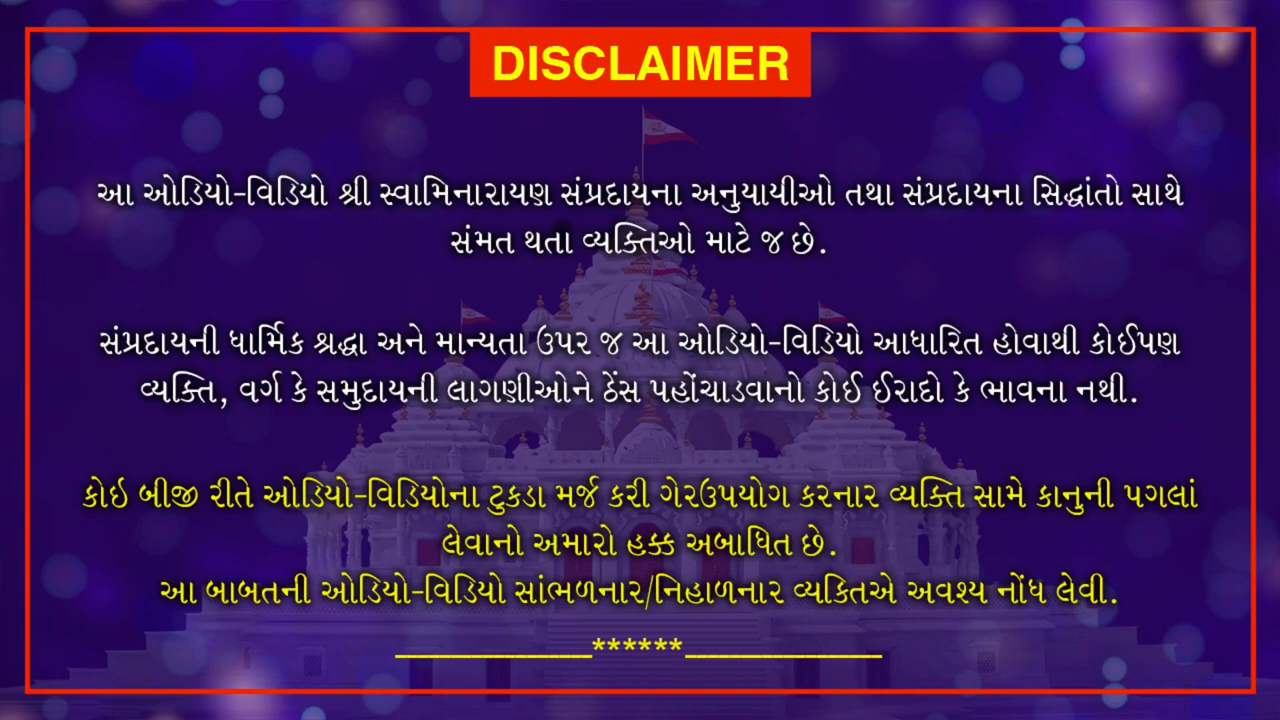 DISCLAIMER
આ ઓડિયો-વિડિયો શ્રી સ્વામિનારાયણ સંપ્રદાયના અનુયાયીઓ તથા સંપ્રદાયના સિદ્ધાંતો સાથે
સંમત થતા વ્યક્તિઓ માટે જ છે.
સંપ્રદાયની ધાર્મિક શ્રદ્ધા અને માન્યતા ઉપર જ આ ઓડિયો-વિડિયો આધારિત હોવાથી કોઈપણ
વ્યક્તિ, વર્ગ કે સમુદાયની લાગણીઓને ઠેંસ પહોંચાડવાનો કોઈ ઈરાદો કે ભાવના નથી.
કોઇ બીજી રીતે ઓડિયો-વિડિયોના ટુકડા મર્જ કરી ગેરઉપયોગ કરનાર વ્યક્તિ સામે કાનુની પગલાં
લેવાનો અમારો હક્ક અબાધિત છે.
આ બાબતની ઓડિયો-વિડિયો સાંભળનાર/નિહાળનાર વ્યકિતએ અવશ્ય નોંધ લેવી.
_______________******_______________